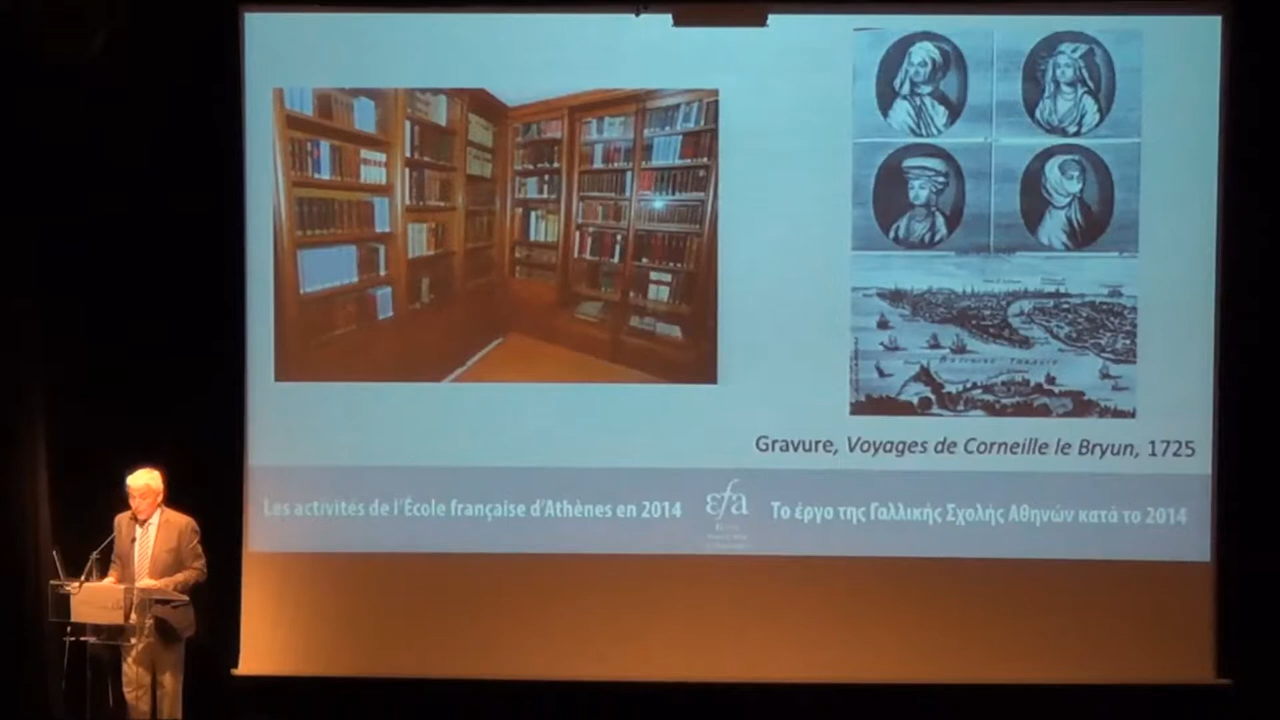 Gravure, Voyages de Corneille le Bryun, 1725
Les activités de l'École française d'Athènes en 2014
εfa
Το έργο της Γαλλικής Σχολής Αθηνών κατά το 2014